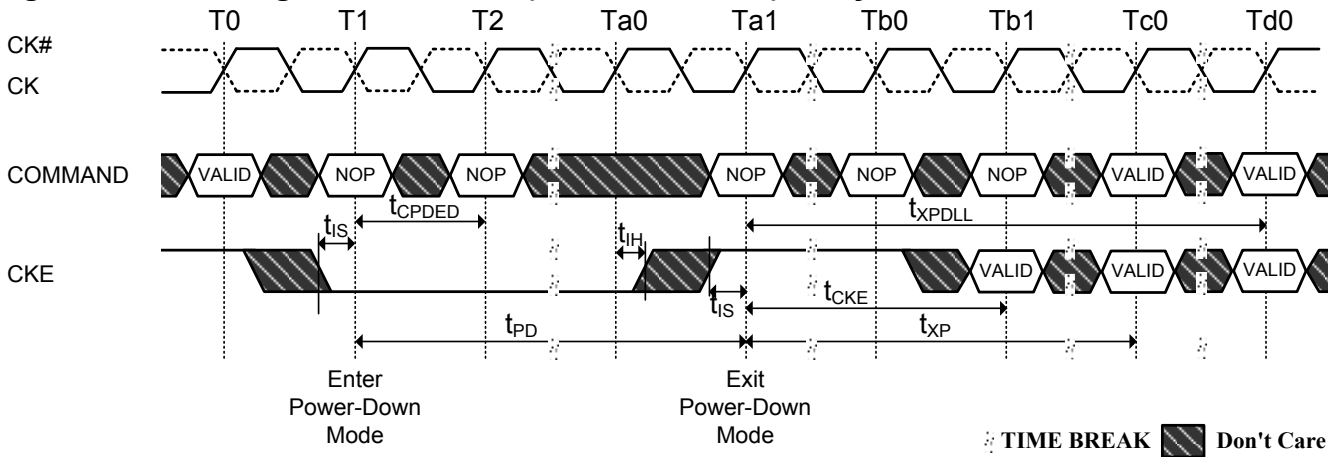 T0 T1 T2 Ta0 Ta1 Tb0 Tb1 Tc0 Td0
CK#
CK
COMMAND VALID NOP NOP NOP NOP NOP VALID VALID
tIS tCPDED tXPDLL
tIH
CKE VALID VALID VALID
tIS tCKE
tPD tXP
Enter
Power-Down
Mode
Exit
Power-Down
Mode
TIME BREAK Don't Care